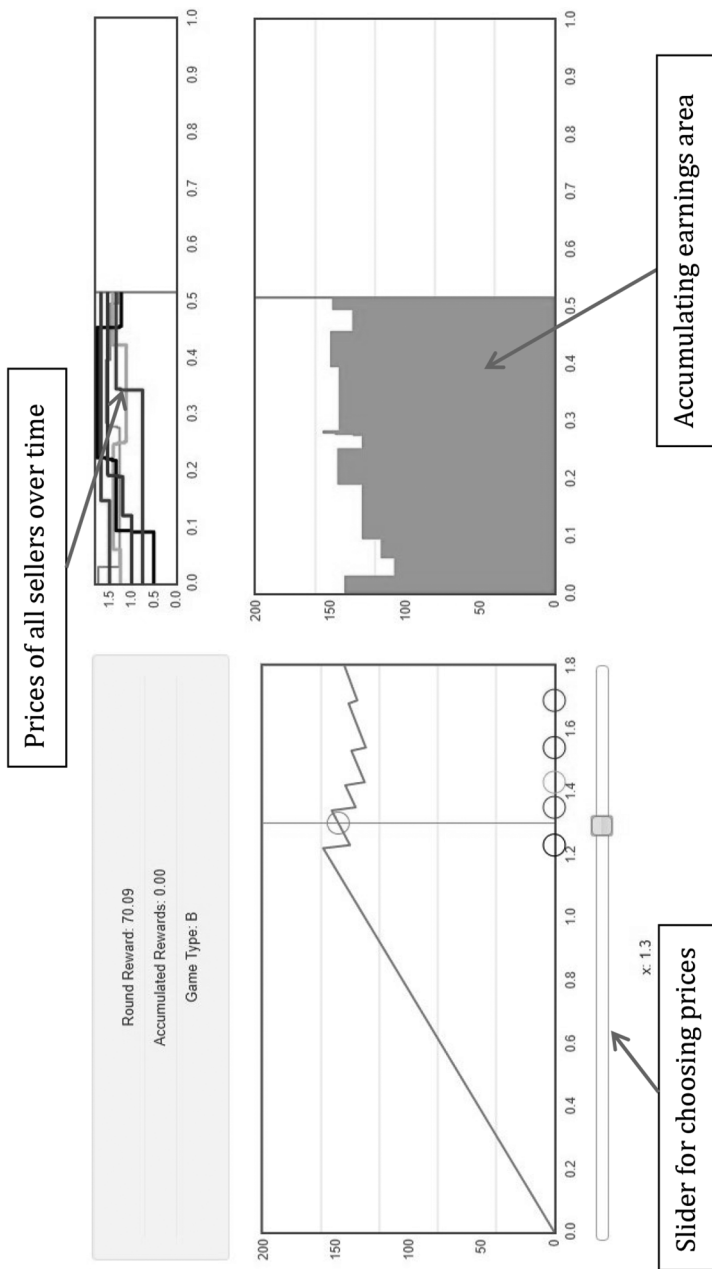 Prices of all sellers over time
Round Reward: 70.09
Accumulated Rewards: 0.00
Game Type: B
1.5
1.0
0.5
0.0
0.0 0.1 0.2 0.3 0.4 0.5 0.6 0.7 0.8 0.9 1.0
200
150
100
50
0
0.0 0.2 0.4 0.6 0.8 1.0 1.2 1.4 1.6 1.8
200
150
100
50
0
0.0 0.1 0.2 0.3 0.4 0.5 0.6 0.7 0.8 0.9 1.0
x: 1.3
Slider for choosing prices
Accumulating earnings area